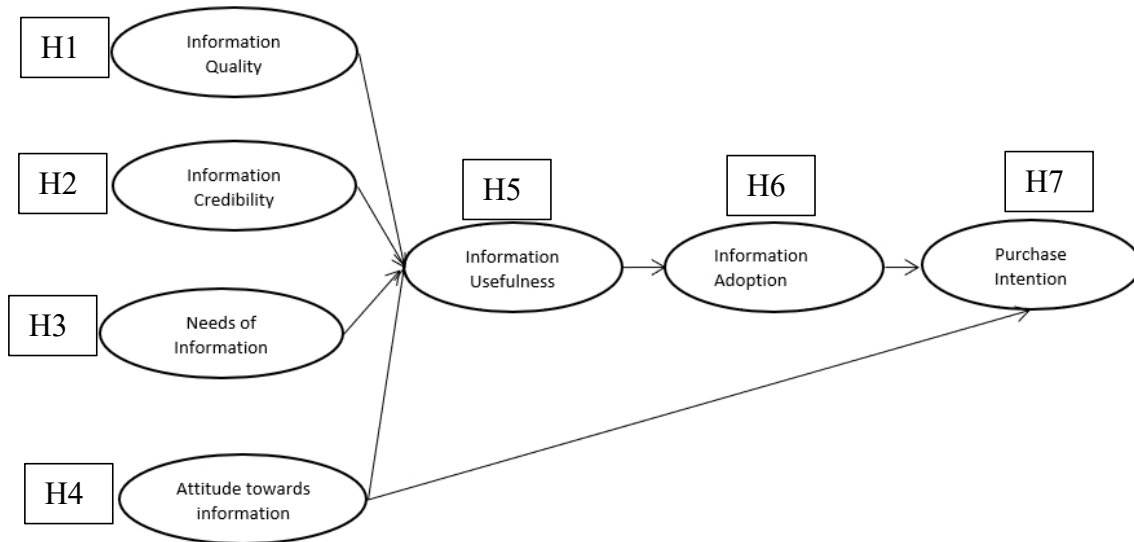 H1
Information
Quality
H2
Information
Credibility
H3
Needs of
Information
H4
Attitude towards
information
H5
Information
Usefulness
H6
Information
Adoption
H7
Purchase
Intention